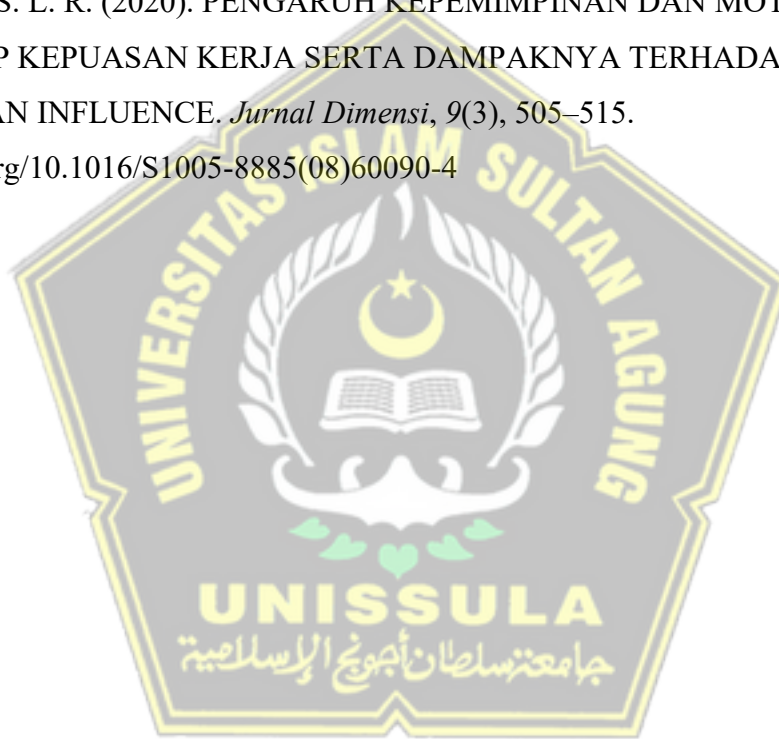 S. L. R. (2020). PENGARUH KEPEMIMPINAN DAN MOT
P KEPUASAN KERJA SERTA DAMPAKNYA TERHADA
AN INFLUENCE. Jurnal Dimensi, 9(3), 505–515.
rg/10.1016/S1005-8885(08)60090-4
UNIVERSITAS ISLAM SULTAN AGUNG
UNISSULA
جامعة سلطان أجونج الإسلامية